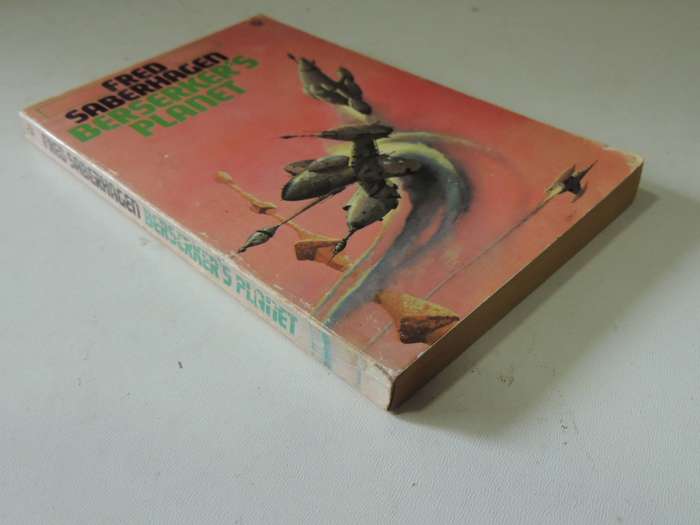 FRED
SABERHAGEN
BERSERKER'S
PLANET
FRED SABERHAGEN BERSERKER'S PLANET